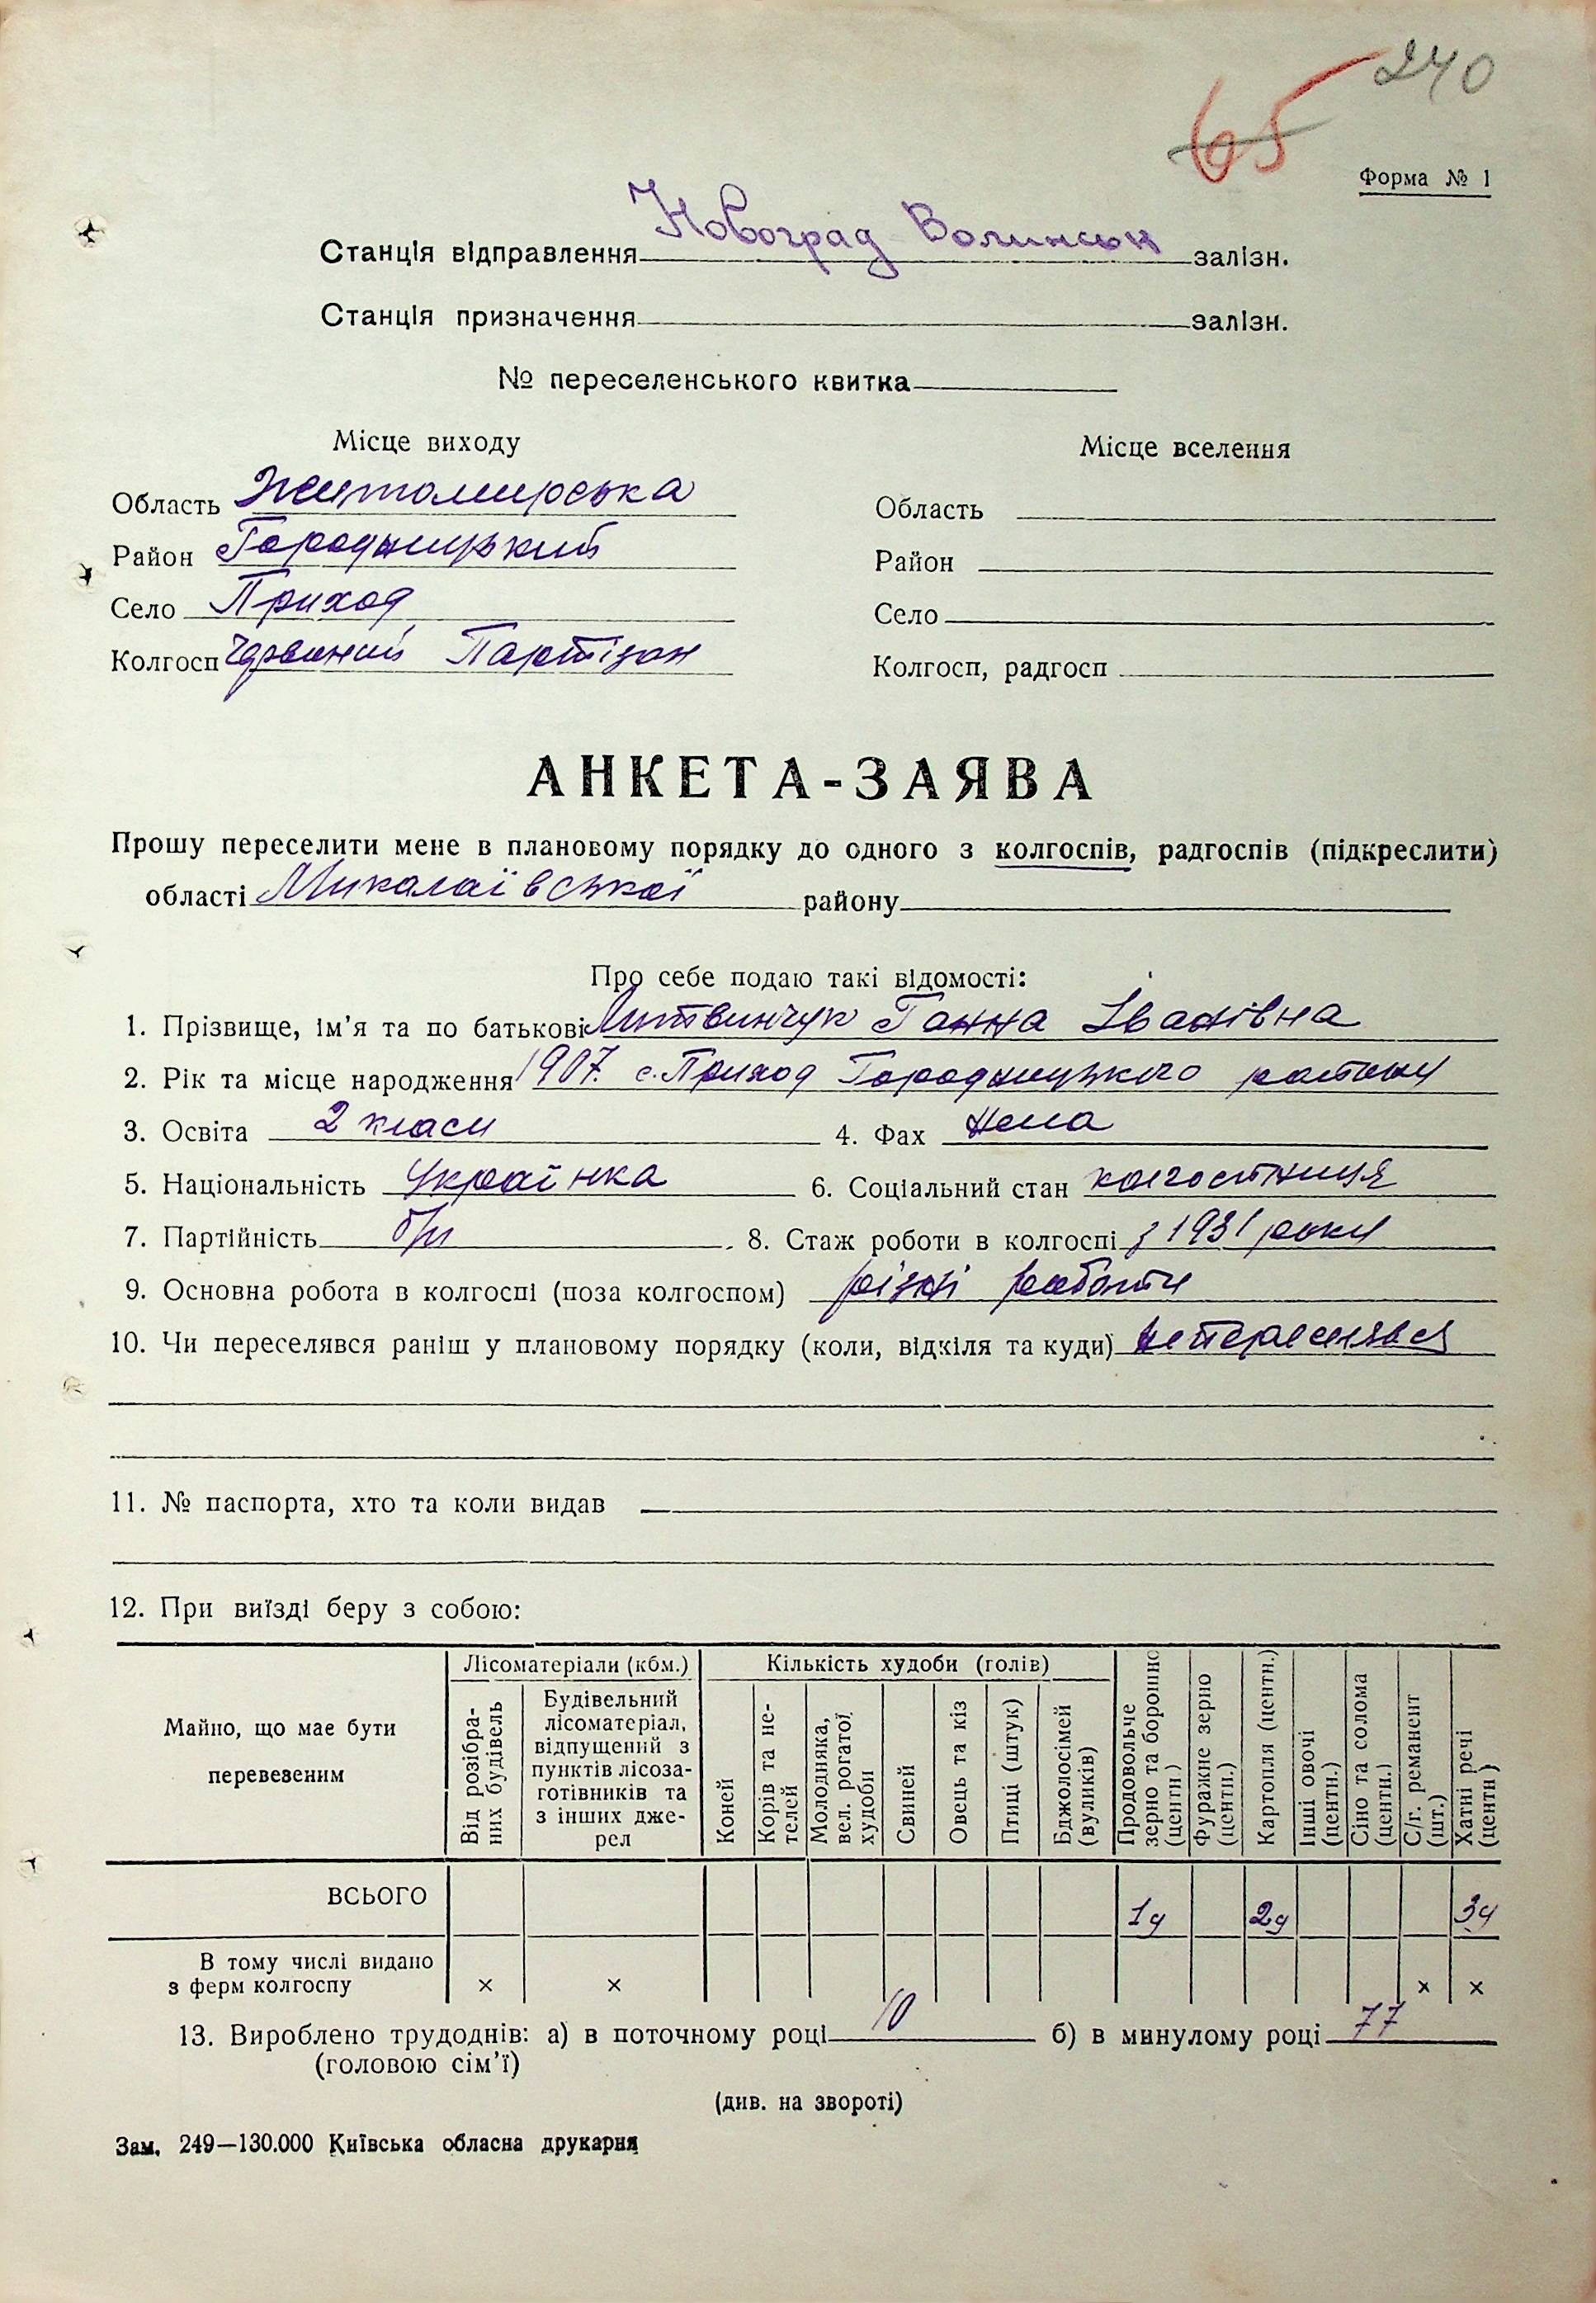 240
65
Форма № 1
Станція відправлення Новоград Волинськ залізн.
Станція призначення залізн.
№ переселенського квитка
Місце виходу
Місце вселення
Область Житомирська
Область
Район Городницький
Район
Село Приход
Село
Колгосп Червоний Партізан
Колгосп, радгосп
АНКЕТА-ЗАЯВА
Прошу переселити мене в плановому порядку до одного з колгоспів, радгоспів (підкреслити)
області Миколаївської району
Про себе подаю такі відомості:
1. Прізвище, ім'я та по батькові Литвинчук Ганна Іванівна
2. Рік та місце народження 1907. с. Приход Городницького району
3. Освіта 2 класи 4. Фах нема
5. Національність Українка 6. Соціальний стан колгоспниця
7. Партійність б/п 8. Стаж роботи в колгоспі з 1931 року
9. Основна робота в колгоспі (поза колгоспом) різні работи
10. Чи переселявся раніш у плановому порядку (коли, відкіля та куди) непереселявся
11. № паспорта, хто та коли видав
12. При виїзді беру з собою:
Майно, що має бути перевезеним
Лісоматеріали (кбм.)
Кількість худоби (голів)
Від розібраних будівель
Будівельний лісоматеріал, відпущений з пунктів лісозаготівників та з інших джерел
Коней
Корів та нетелей
Молодняка, вел. рогатої худоби
Свиней
Овець та кіз
Птиці (штук)
Бджолосімей (вуликів)
Продовольче зерно та борошно (центн.)
Фуражне зерно (центн.)
Картопля (центн.)
Інші овочі (центн.)
Сіно та солома (центн.)
С/г. реманент (шт.)
Хатні речі (центн)
ВСЬОГО 1ц 2ц 3ц
В тому числі видано з ферм колгоспу × × × ×
13. Вироблено трудоднів: а) в поточному році 10 б) в минулому році 77
(головою сім'ї)
(див. на звороті)
Зам. 249—130.000 Київська обласна друкарня